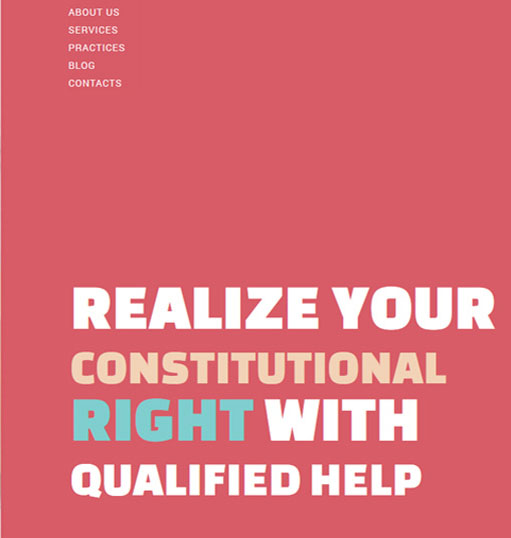 ABOUT US
SERVICES
PRACTICES
BLOG
CONTACTS
REALIZE YOUR
CONSTITUTIONAL
RIGHT WITH
QUALIFIED HELP